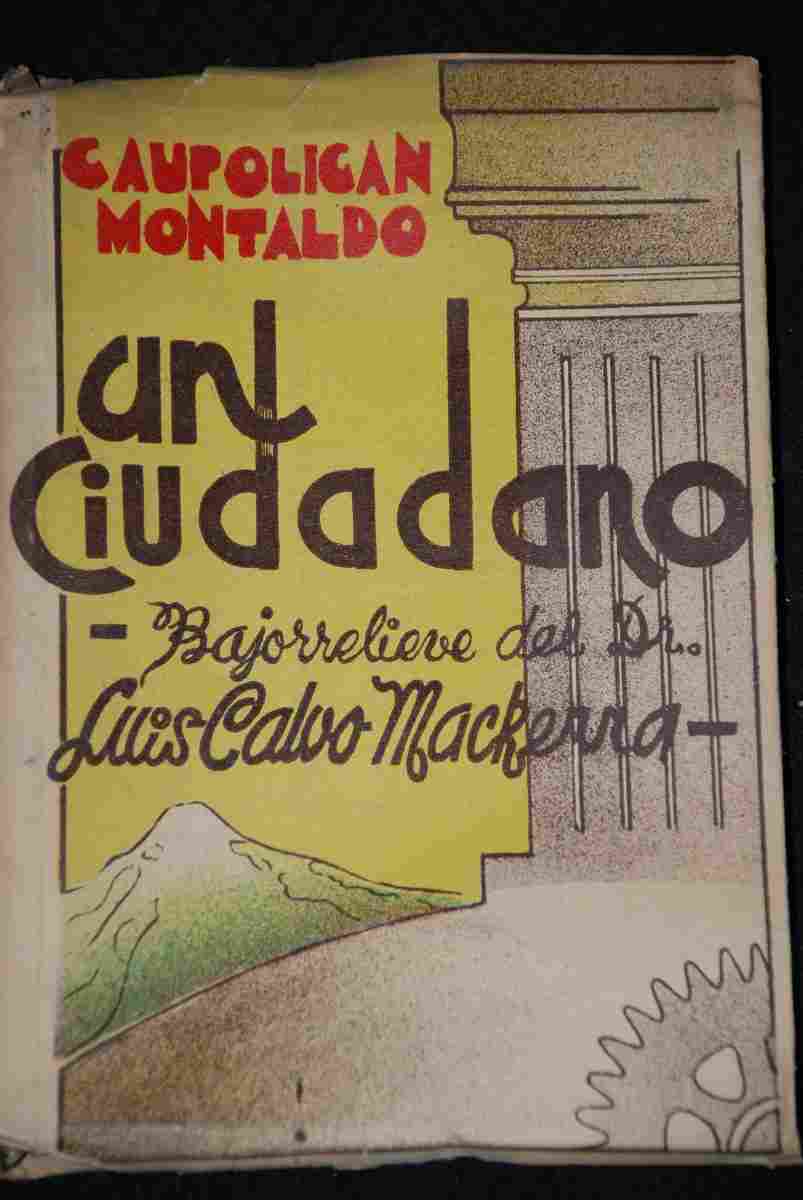 CAUPOLICAN
MONTALDO
un
Ciudadano
- Bajorrelieve del Dr.
Luis Calvo Mackenna -